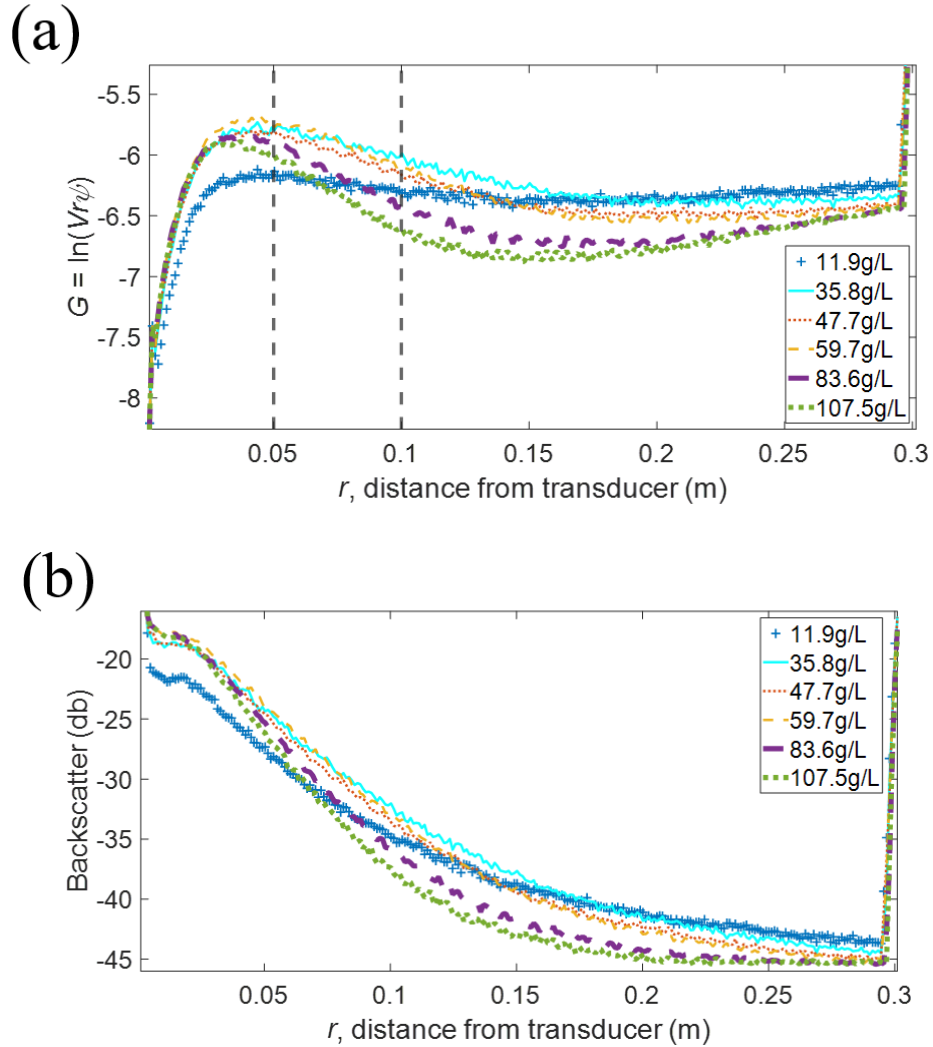 (a)
G = ln(Vrψ)
-5.5
-6
-6.5
-7
-7.5
-8
11.9g/L
35.8g/L
47.7g/L
59.7g/L
83.6g/L
107.5g/L
0.05
0.1
0.15
0.2
0.25
0.3
r, distance from transducer (m)
(b)
Backscatter (db)
-20
-25
-30
-35
-40
-45
11.9g/L
35.8g/L
47.7g/L
59.7g/L
83.6g/L
107.5g/L
0.05
0.1
0.15
0.2
0.25
0.3
r, distance from transducer (m)